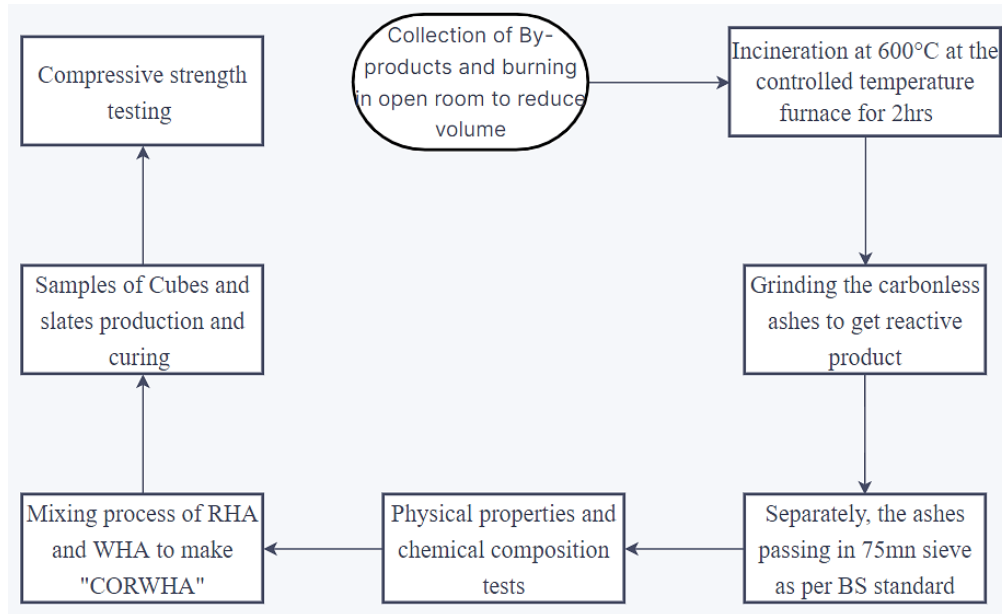 Collection of By-
products and burning
in open room to reduce
volume
Incineration at 600°C at the
controlled temperature
furnace for 2hrs
Grinding the carbonless
ashes to get reactive
product
Separately, the ashes
passing in 75mn sieve
as per BS standard
Physical properties and
chemical composition
tests
Mixing process of RHA
and WHA to make
"CORWHA"
Samples of Cubes and
slates production and
curing
Compressive strength
testing